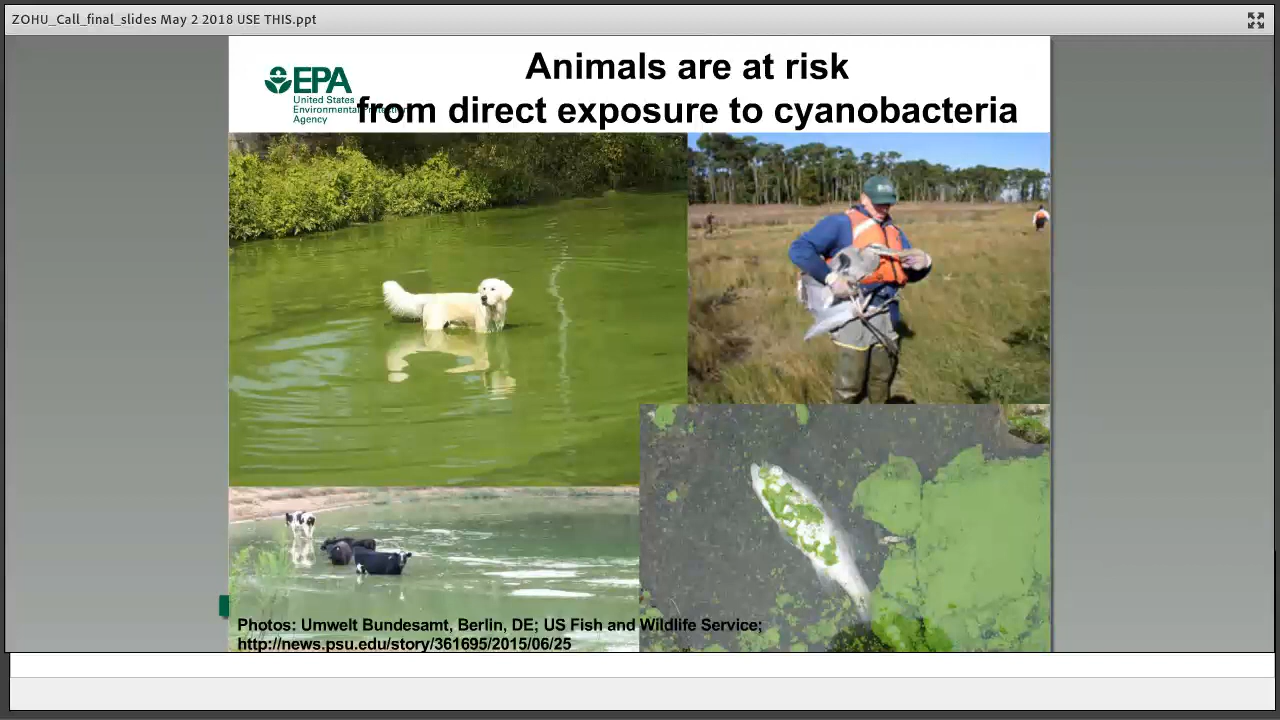 ZOHU_Call_final_slides May 2 2018 USE THIS.ppt
EPA
United States
Environmental Protection
Agency
Animals are at risk
from direct exposure to cyanobacteria
Photos: Umwelt Bundesamt, Berlin, DE; US Fish and Wildlife Service;
http://news.psu.edu/story/361695/2015/06/25